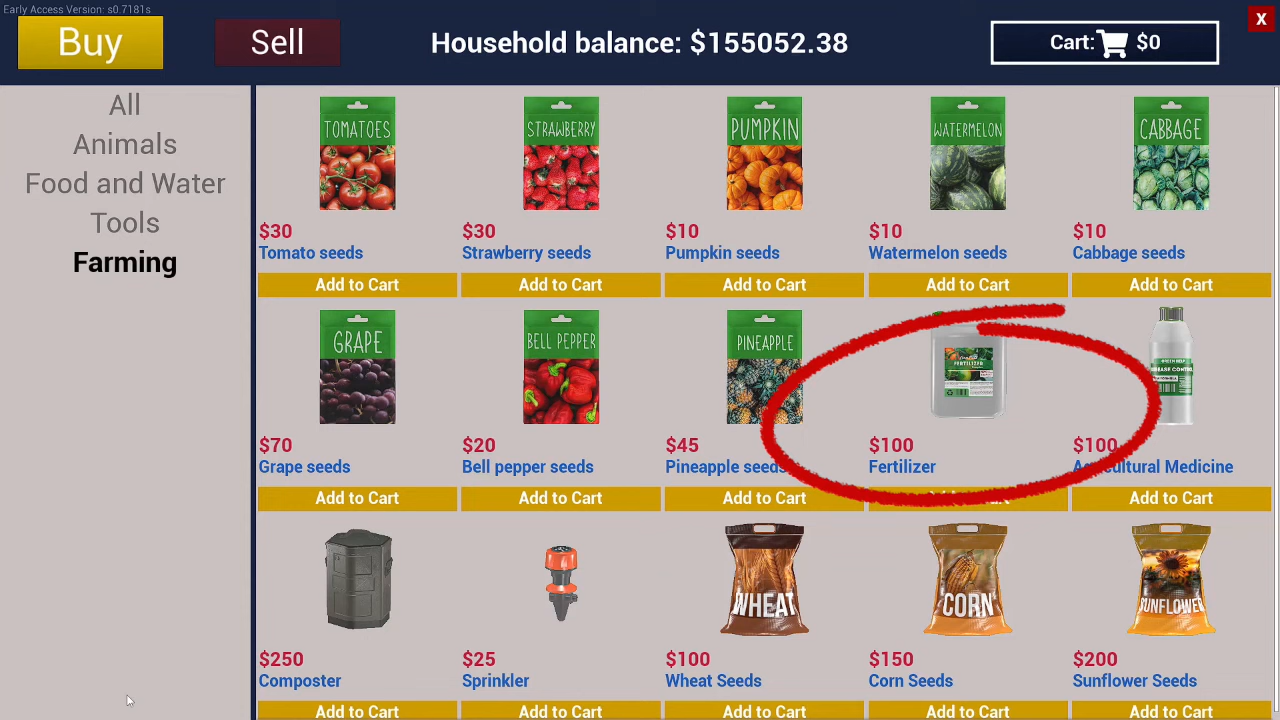 Early Access Version: s0.7181s
Buy
Sell
Household balance: $155052.38
Cart: $0
X
All
Animals
Food and Water
Tools
Farming
TOMATOES
STRAWBERRY
PUMPKIN
WATERMELON
CABBAGE
$30
$30
$10
$10
$10
Tomato seeds
Strawberry seeds
Pumpkin seeds
Watermelon seeds
Cabbage seeds
Add to Cart
Add to Cart
Add to Cart
Add to Cart
Add to Cart
GRAPE
BELL PEPPER
PINEAPPLE
FERTILIZER
$70
$20
$45
$100
$100
Grape seeds
Bell pepper seeds
Pineapple seeds
Fertilizer
Agricultural Medicine
Add to Cart
Add to Cart
Add to Cart
Add to Cart
Add to Cart
WHEAT
CORN
SUNFLOWER
$250
$25
$100
$150
$200
Composter
Sprinkler
Wheat Seeds
Corn Seeds
Sunflower Seeds
Add to Cart
Add to Cart
Add to Cart
Add to Cart
Add to Cart